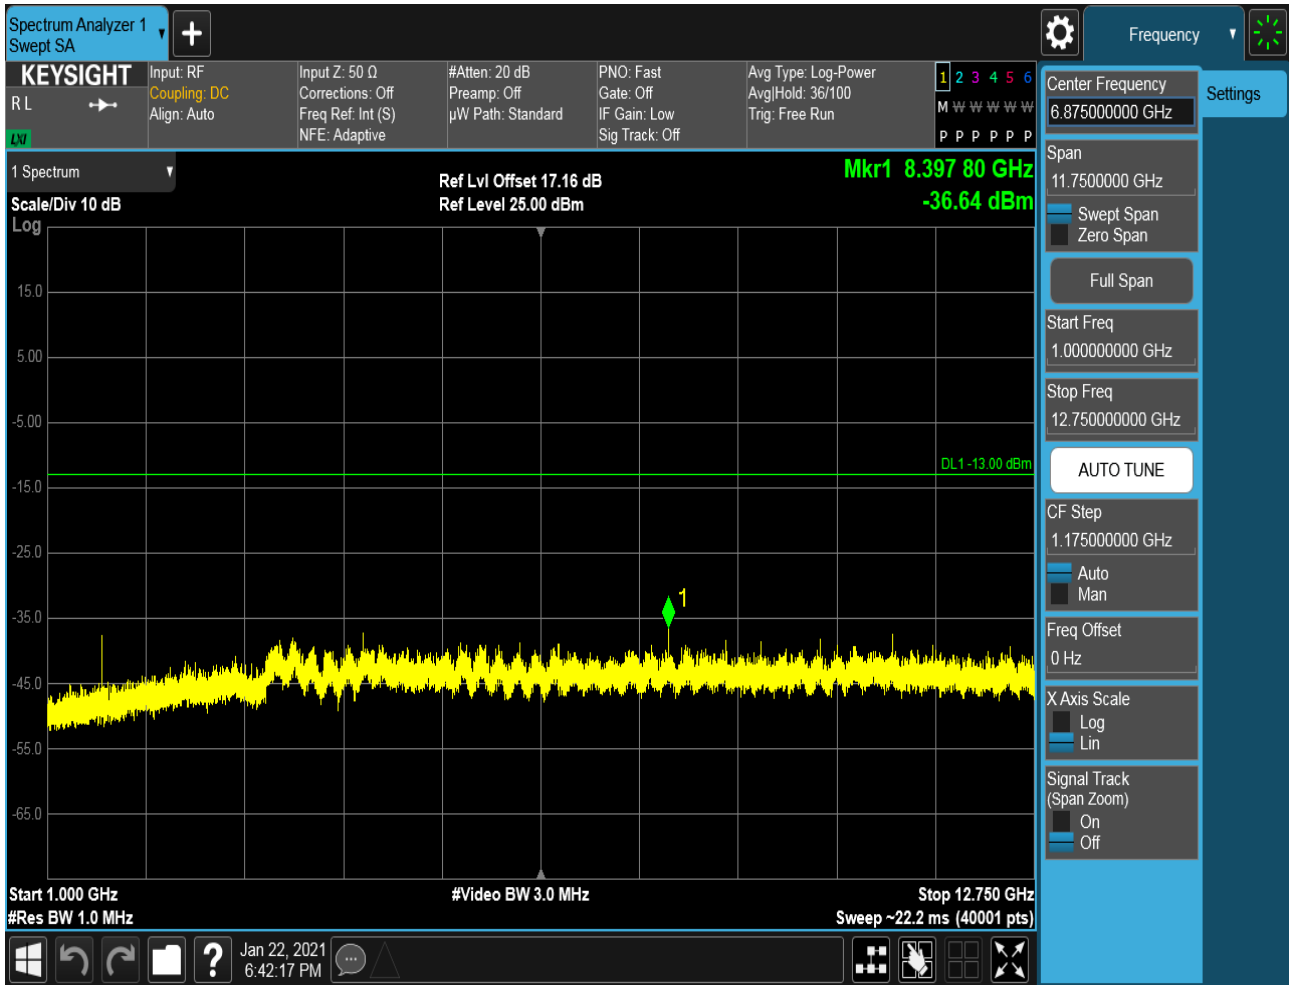 Spectrum Analyzer 1
Swept SA
Frequency
KEYSIGHT
R L
LXI
Input: RF
Coupling: DC
Align: Auto
Input Z: 50 Ω
Corrections: Off
Freq Ref: Int (S)
NFE: Adaptive
#Atten: 20 dB
Preamp: Off
µW Path: Standard
PNO: Fast
Gate: Off
IF Gain: Low
Sig Track: Off
Avg Type: Log-Power
Avg|Hold: 36/100
Trig: Free Run
1 2 3 4 5 6
M W W W W W
P P P P P P
1 Spectrum
Scale/Div 10 dB
Log
Ref Lvl Offset 17.16 dB
Ref Level 25.00 dBm
Mkr1 8.397 80 GHz
-36.64 dBm
15.0
5.00
-5.00
-15.0
-25.0
-35.0
-45.0
-55.0
-65.0
DL1 -13.00 dBm
1
Start 1.000 GHz
#Res BW 1.0 MHz
#Video BW 3.0 MHz
Stop 12.750 GHz
Sweep ~22.2 ms (40001 pts)
Center Frequency
6.875000000 GHz
Settings
Span
11.7500000 GHz
Swept Span
Zero Span
Full Span
Start Freq
1.000000000 GHz
Stop Freq
12.750000000 GHz
AUTO TUNE
CF Step
1.175000000 GHz
Auto
Man
Freq Offset
0 Hz
X Axis Scale
Log
Lin
Signal Track
(Span Zoom)
On
Off
?
Jan 22, 2021
6:42:17 PM